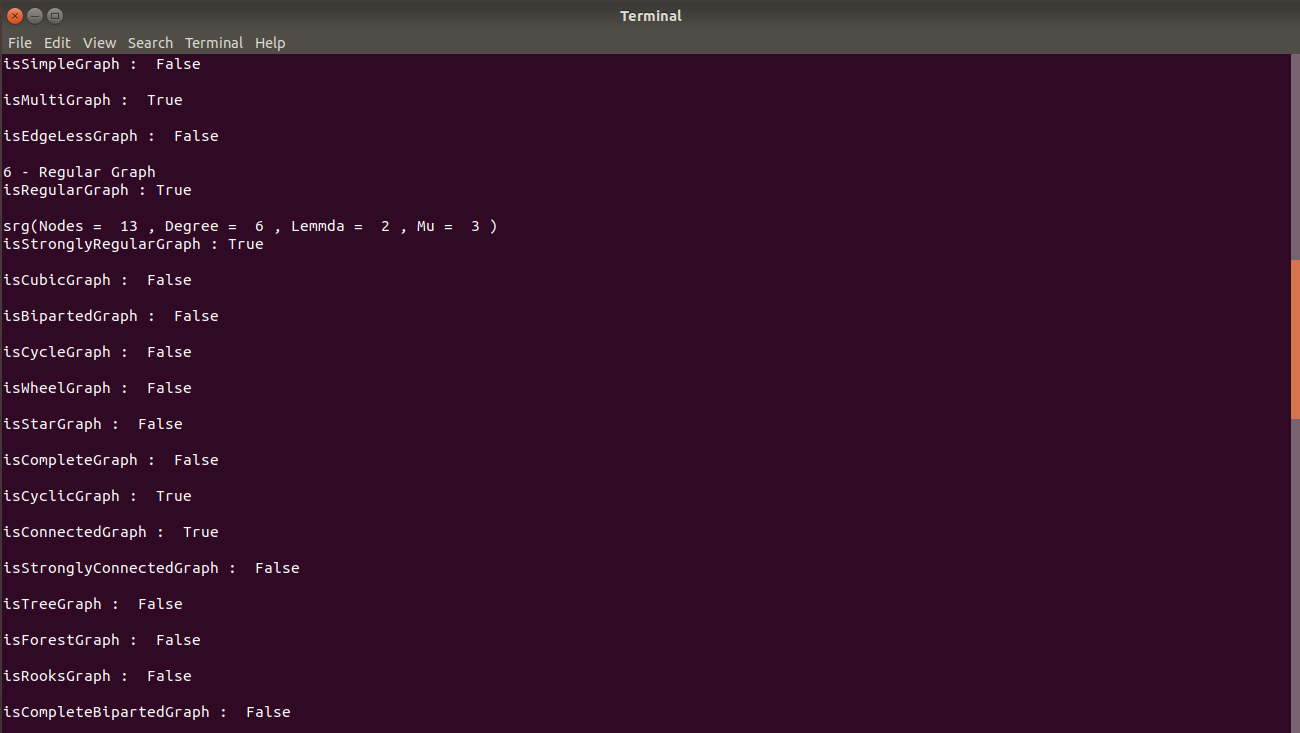 Terminal
File Edit View Search Terminal Help
isSimpleGraph :  False
isMultiGraph :  True
isEdgeLessGraph :  False
6 - Regular Graph
isRegularGraph : True
srg(Nodes =  13 , Degree =  6 , Lemmda =  2 , Mu =  3 )
isStronglyRegularGraph : True
isCubicGraph :  False
isBipartedGraph :  False
isCycleGraph :  False
isWheelGraph :  False
isStarGraph :  False
isCompleteGraph :  False
isCyclicGraph :  True
isConnectedGraph :  True
isStronglyConnectedGraph :  False
isTreeGraph :  False
isForestGraph :  False
isRooksGraph :  False
isCompleteBipartedGraph :  False